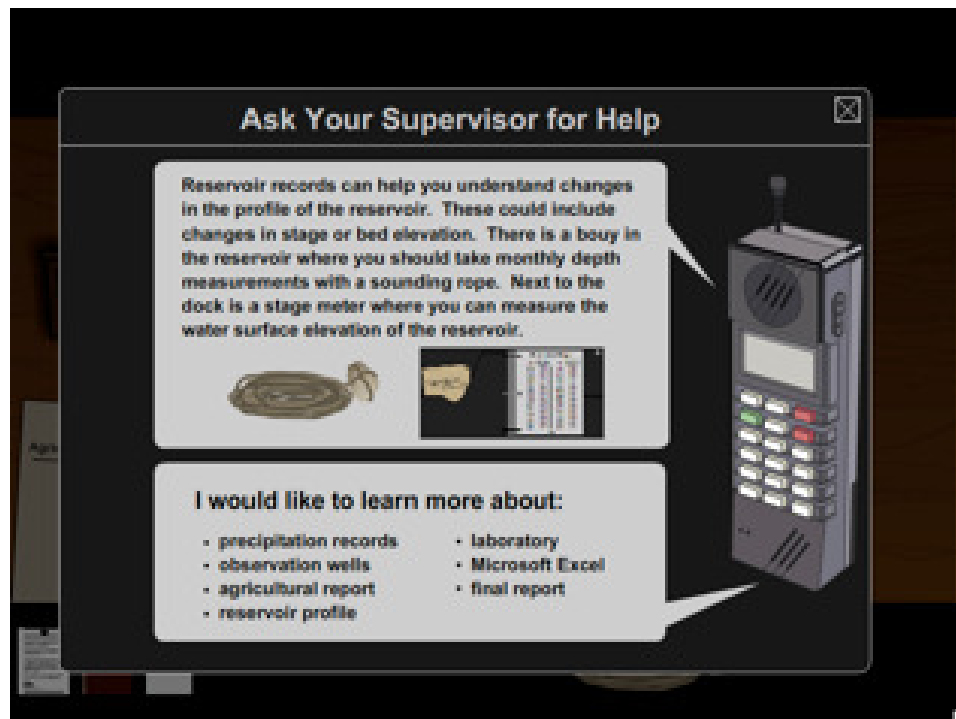 Ask Your Supervisor for Help
Reservoir records can help you understand changes
in the profile of the reservoir. These could include
changes in stage or bed elevation. There is a bouy in
the reservoir where you should take monthly depth
measurements with a sounding rope. Next to the
dock is a stage meter where you can measure the
water surface elevation of the reservoir.
I would like to learn more about:
• precipitation records
• observation wells
• agricultural report
• reservoir profile
• laboratory
• Microsoft Excel
• final report